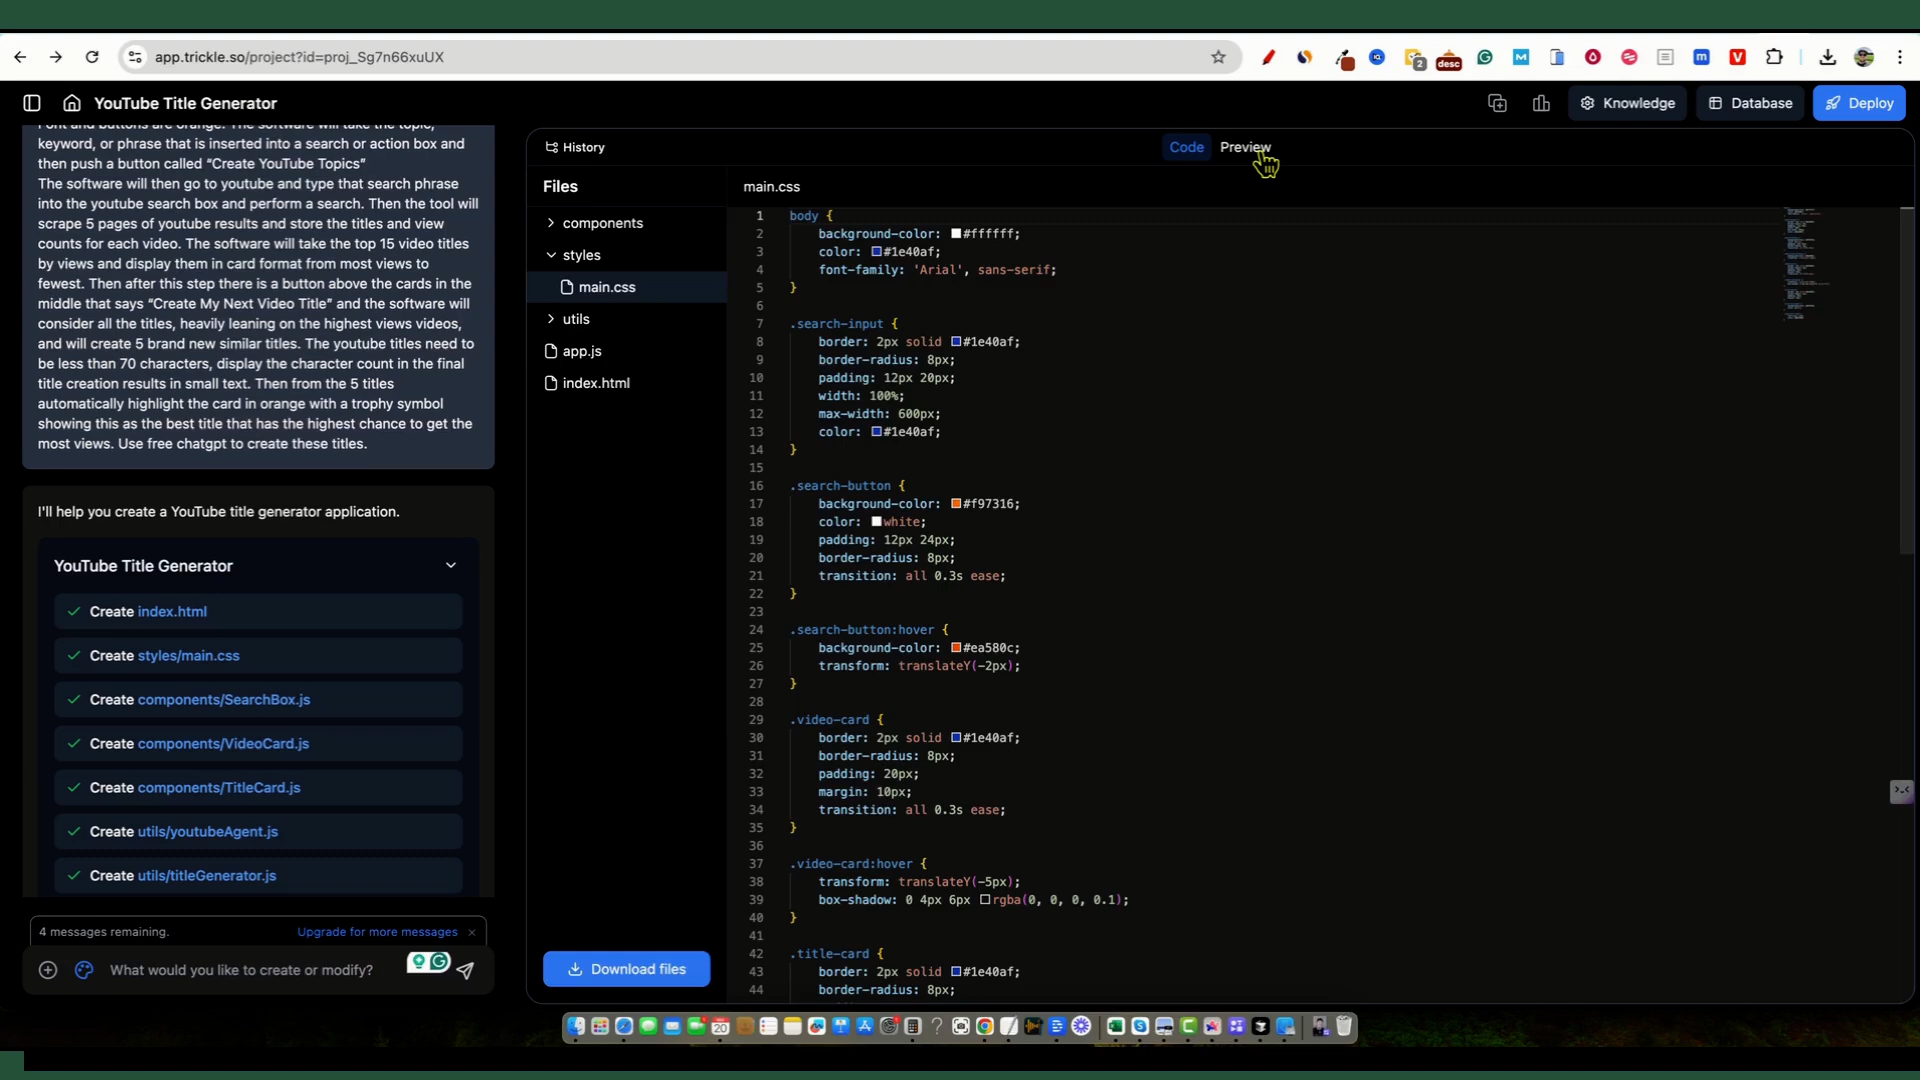 app.trickle.so/project?id=proj_Sg7n66xuUX
2
desc
YouTube Title Generator
Knowledge
Database
Deploy
Font and buttons are orange. The software will take the topic,
keyword, or phrase that is inserted into a search or action box and
then push a button called “Create YouTube Topics”
The software will then go to youtube and type that search phrase
into the youtube search box and perform a search. Then the tool will
scrape 5 pages of youtube results and store the titles and view
counts for each video. The software will take the top 15 video titles
by views and display them in card format from most views to
fewest. Then after this step there is a button above the cards in the
middle that says “Create My Next Video Title” and the software will
consider all the titles, heavily leaning on the highest views videos,
and will create 5 brand new similar titles. The youtube titles need to
be less than 70 characters, display the character count in the final
title creation results in small text. Then from the 5 titles
automatically highlight the card in orange with a trophy symbol
showing this as the best title that has the highest chance to get the
most views. Use free chatgpt to create these titles.
I'll help you create a YouTube title generator application.
YouTube Title Generator
Create index.html
Create styles/main.css
Create components/SearchBox.js
Create components/VideoCard.js
Create components/TitleCard.js
Create utils/youtubeAgent.js
Create utils/titleGenerator.js
4 messages remaining.
Upgrade for more messages
What would you like to create or modify?
History
Code
Preview
Files
components
styles
main.css
utils
app.js
index.html
Download files
main.css
1 body {
2 background-color: #ffffff;
3 color: #1e40af;
4 font-family: 'Arial', sans-serif;
5 }
6
7 .search-input {
8 border: 2px solid #1e40af;
9 border-radius: 8px;
10 padding: 12px 20px;
11 width: 100%;
12 max-width: 600px;
13 color: #1e40af;
14 }
15
16 .search-button {
17 background-color: #f97316;
18 color: white;
19 padding: 12px 24px;
20 border-radius: 8px;
21 transition: all 0.3s ease;
22 }
23
24 .search-button:hover {
25 background-color: #ea580c;
26 transform: translateY(-2px);
27 }
28
29 .video-card {
30 border: 2px solid #1e40af;
31 border-radius: 8px;
32 padding: 20px;
33 margin: 10px;
34 transition: all 0.3s ease;
35 }
36
37 .video-card:hover {
38 transform: translateY(-5px);
39 box-shadow: 0 4px 6px rgba(0, 0, 0, 0.1);
40 }
41
42 .title-card {
43 border: 2px solid #1e40af;
44 border-radius: 8px;
20